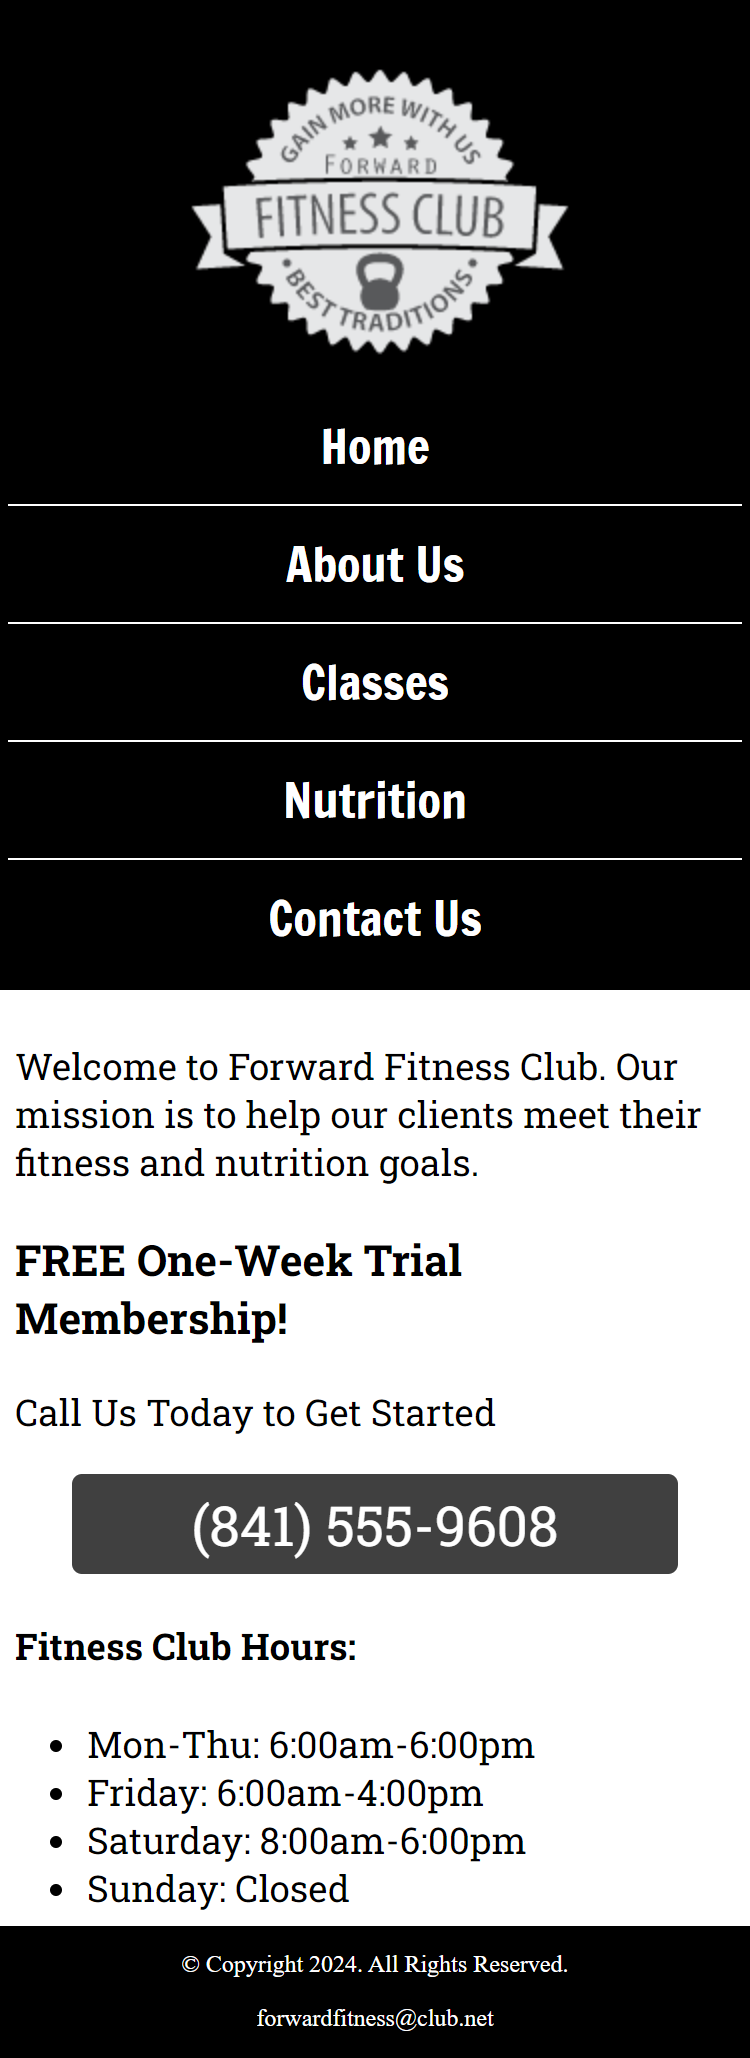 GAIN MORE WITH US
FORWARD
FITNESS CLUB
BEST TRADITIONS
Home
About Us
Classes
Nutrition
Contact Us
Welcome to Forward Fitness Club. Our
mission is to help our clients meet their
fitness and nutrition goals.
FREE One-Week Trial
Membership!
Call Us Today to Get Started
(841) 555-9608
Fitness Club Hours:
• Mon-Thu: 6:00am-6:00pm
• Friday: 6:00am-4:00pm
• Saturday: 8:00am-6:00pm
• Sunday: Closed
© Copyright 2024. All Rights Reserved.
forwardfitness@club.net